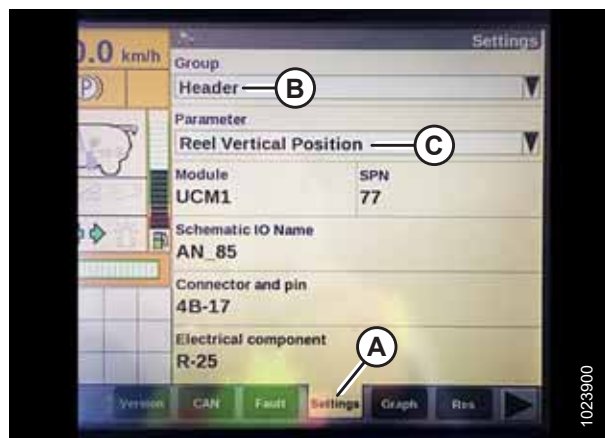 0.0 km/h
(P)
Settings
Group
Header
B
Parameter
Reel Vertical Position
C
Module SPN
UCM1 77
Schematic IO Name
AN_85
Connector and pin
4B-17
Electrical component
R-25
A
Version CAN Fault Settings Graph Res
1023900